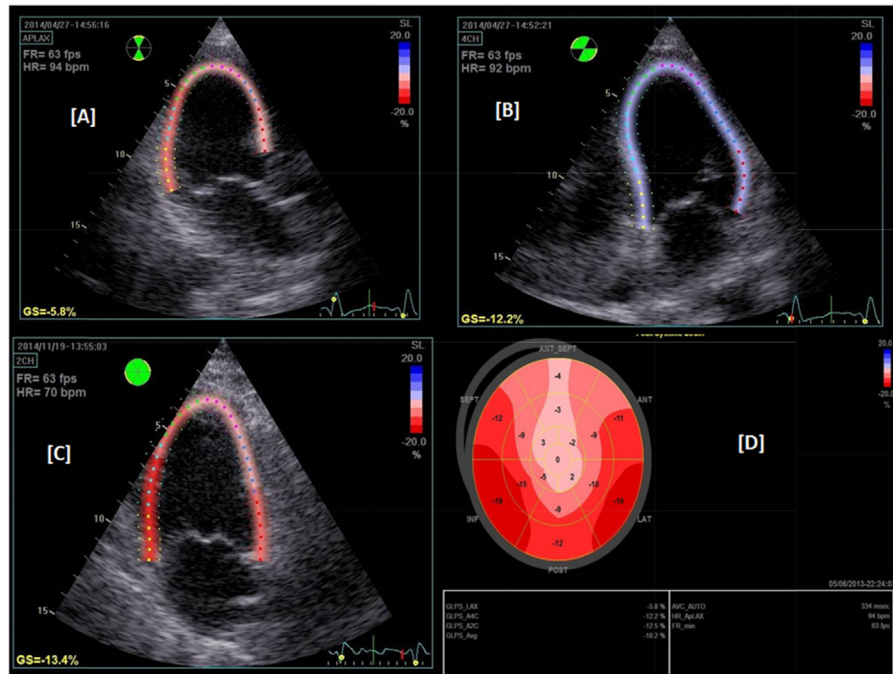 2014/04/27-14:56:16
APLAX
FR= 63 fps
HR= 94 bpm
SL
20.0
-20.0
%
[A]
5
10
15
GS=-5.8%
2014/04/27-14:52:21
4CH
FR= 63 fps
HR= 92 bpm
SL
20.0
-20.0
%
[B]
5
10
15
GS=-12.2%
2014/11/19-13:55:03
2CH
FR= 63 fps
HR= 70 bpm
SL
20.0
-20.0
%
[C]
5
10
15
GS=-13.4%
ANT_SEPT
SEPT
ANT
INF
LAT
POST
-4
-12
-11
-3
-9
-9
3
-2
0
-5
2
-15
-10
-19
-16
-9
-12
20.0
-20.0
%
[D]
05/06/2013-22:24:03
GLPS_LAX -5.8 %
GLPS_A4C -12.2 %
GLPS_A2C -12.5 %
GLPS_Avg -10.2 %
AVC_AUTO 334 msec
HR_ApLAX 94 bpm
FR_min 63 fps